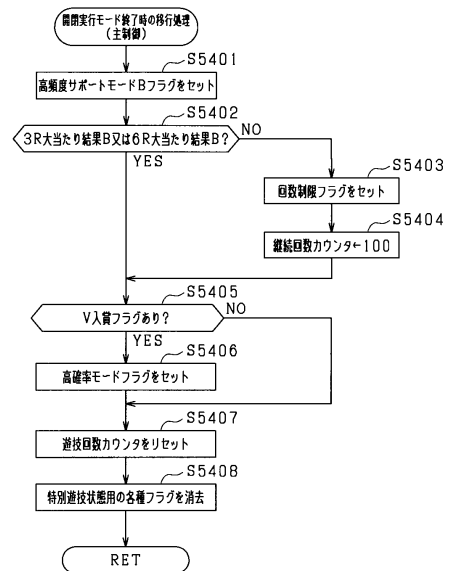 開閉実行モード終了時の移行処理
(主制御)
S5401
高頻度サポートモードBフラグをセット
S5402
3R大当たり結果B又は6R大当たり結果B?
NO
YES
S5403
回数制限フラグをセット
S5404
継続回数カウンタ←100
S5405
V入賞フラグあり?
NO
YES
S5406
高確率モードフラグをセット
S5407
遊技回数カウンタをリセット
S5408
特別遊技状態用の各種フラグを消去
RET